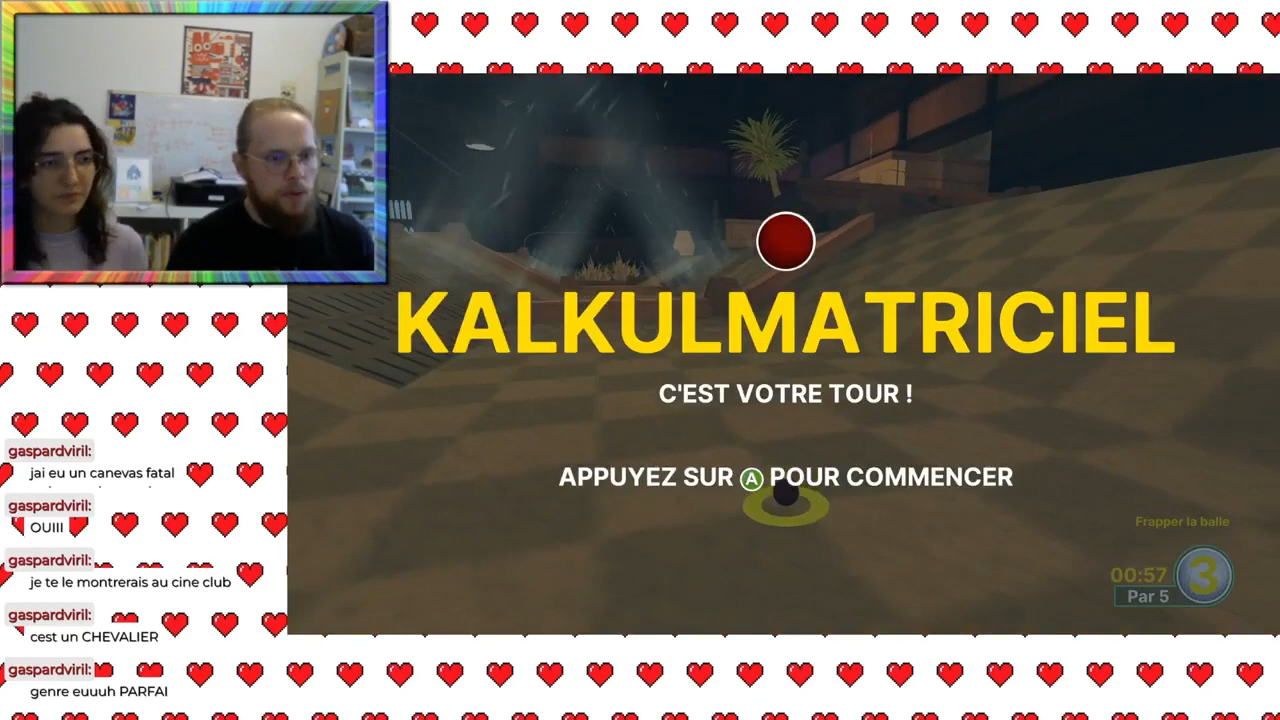 KALKULMATRICIEL
C'EST VOTRE TOUR !
APPUYEZ SUR A POUR COMMENCER
Frapper la balle
00:57
3
Par 5
gaspardviril:
jai eu un canevas fatal
gaspardviril:
OUIII
gaspardviril:
je te le montrerais au cine club
gaspardviril:
cest un CHEVALIER
gaspardviril:
genre euuuh PARFAI